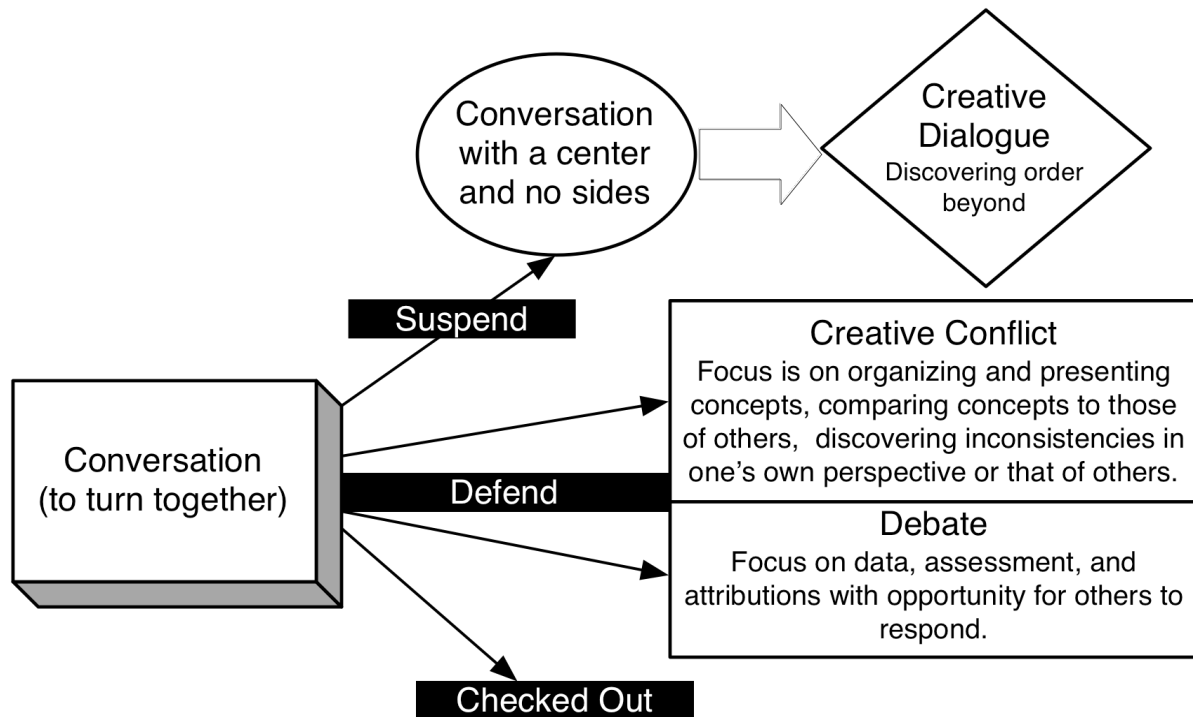 Conversation
with a center
and no sides
Creative
Dialogue
Discovering order
beyond
Suspend
Creative Conflict
Focus is on organizing and presenting
concepts, comparing concepts to those
of others,  discovering inconsistencies in
one's own perspective or that of others.
Conversation
(to turn together)
Defend
Debate
Focus on data, assessment, and
attributions with opportunity for others to
respond.
Checked Out